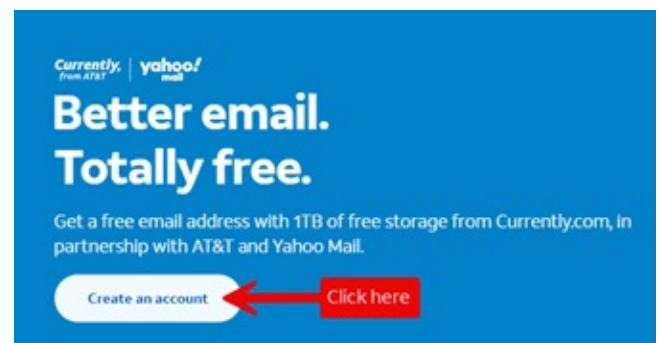 Currently, yahoo!
from AT&T mail
Better email.
Totally free.
Get a free email address with 1TB of free storage from Currently.com, in
partnership with AT&T and Yahoo Mail.
Create an account Click here